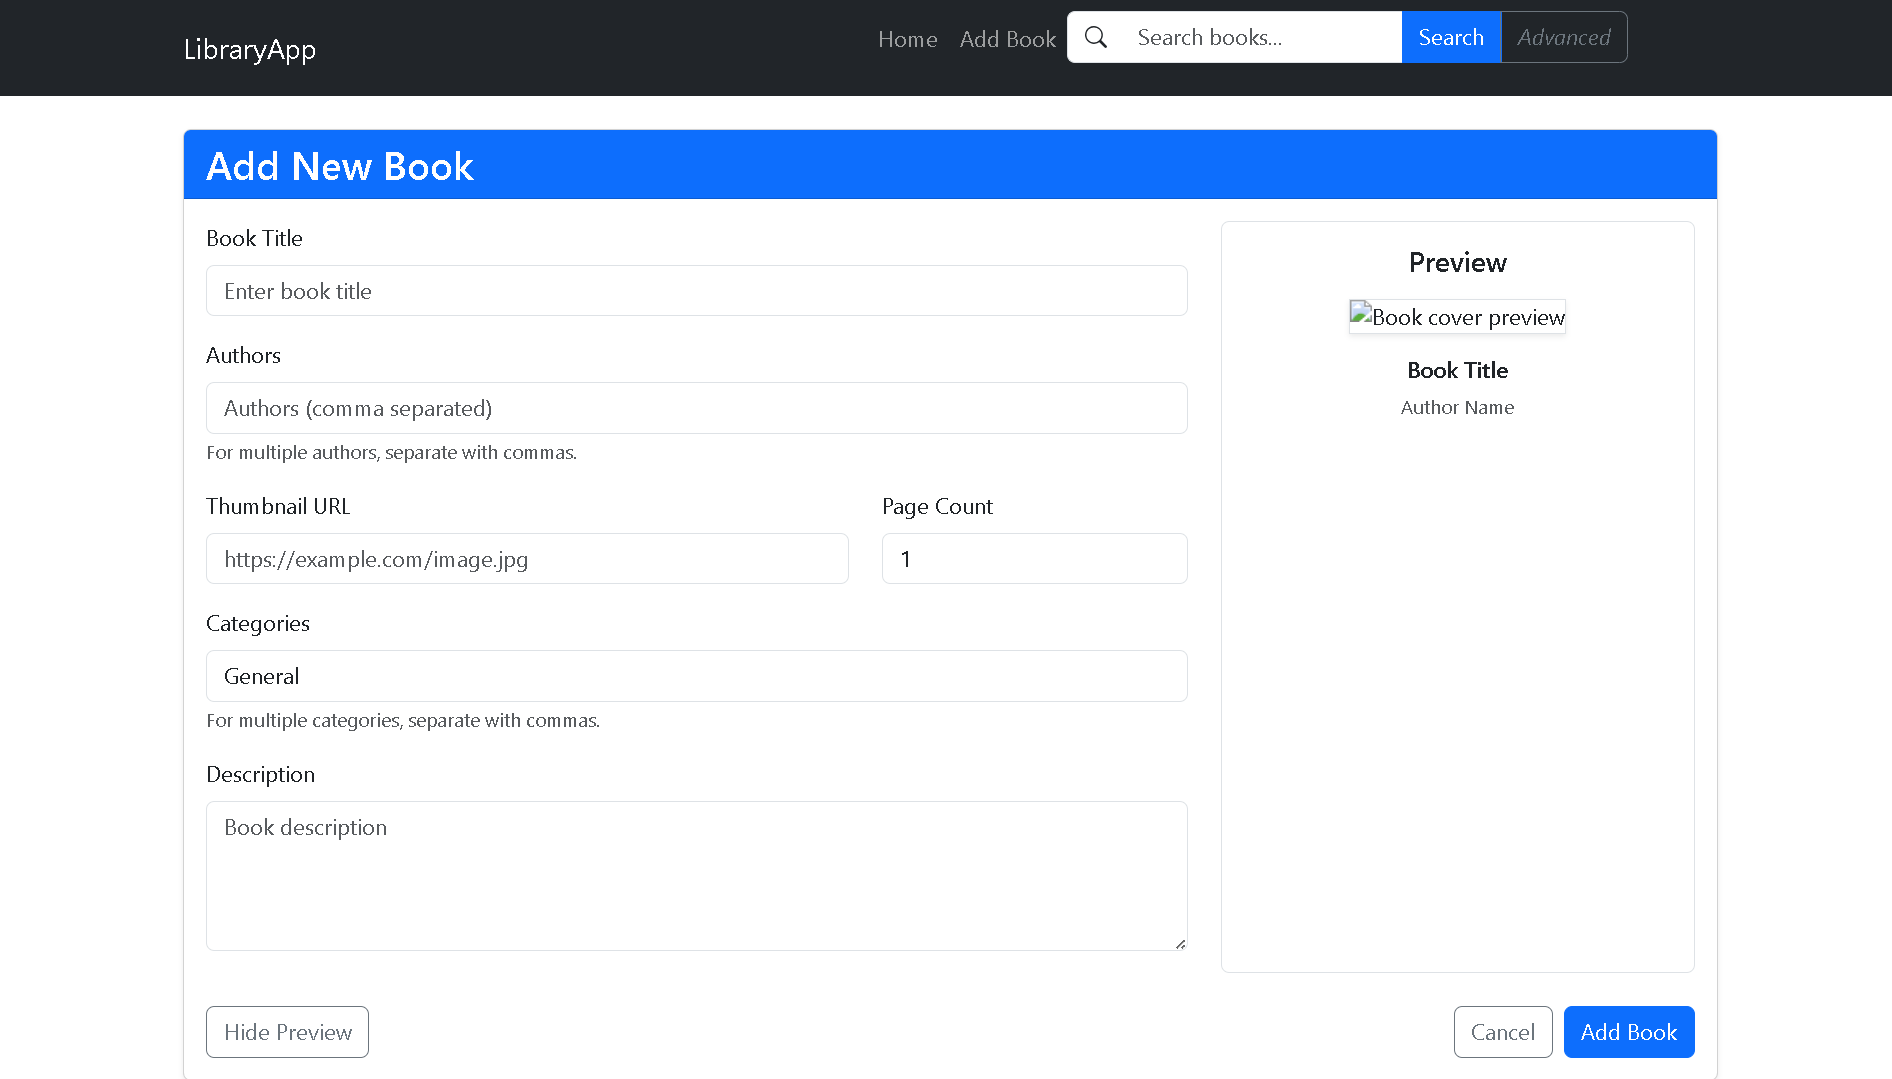 LibraryApp
Home Add Book Search books... Search Advanced
Add New Book
Book Title
Enter book title
Authors
Authors (comma separated)
For multiple authors, separate with commas.
Thumbnail URL
https://example.com/image.jpg
Page Count
1
Categories
General
For multiple categories, separate with commas.
Description
Book description
Preview
Book cover preview
Book Title
Author Name
Hide Preview
Cancel
Add Book